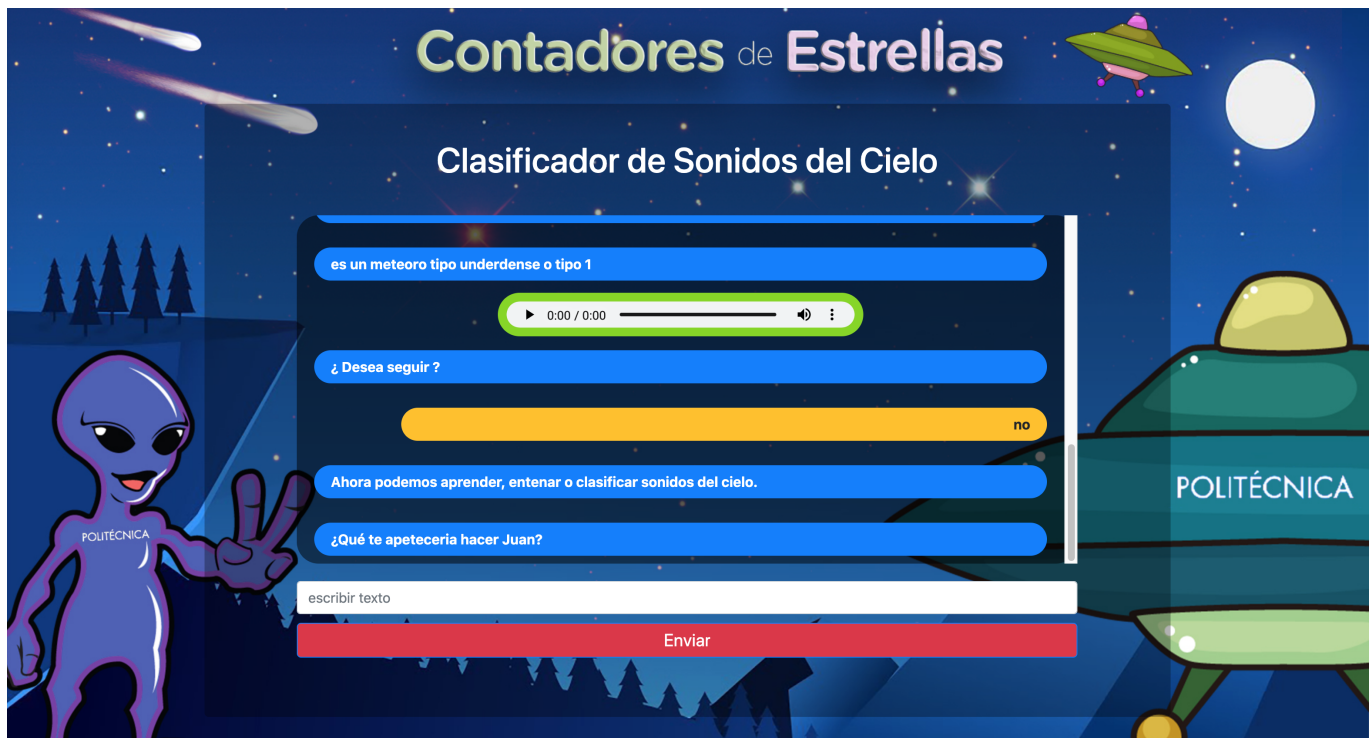 Contadores de Estrellas
Clasificador de Sonidos del Cielo
es un meteoro tipo underdense o tipo 1
0:00 / 0:00
¿ Desea seguir ?
no
Ahora podemos aprender, entenar o clasificar sonidos del cielo.
¿Qué te apeteceria hacer Juan?
escribir texto
Enviar
POLITÉCNICA
POLITÉCNICA